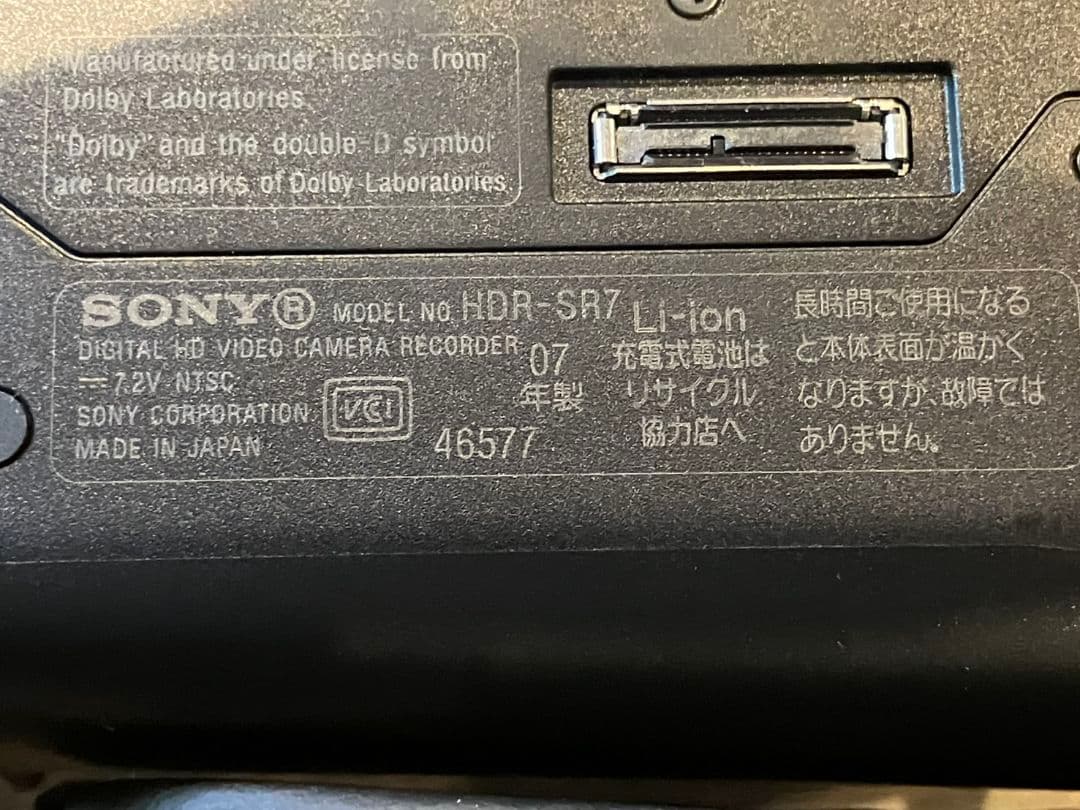 Manufactured under license from
Dolby Laboratories.
"Dolby" and the double-D symbol
are trademarks of Dolby Laboratories.
SONY® MODEL NO HDR-SR7
DIGITAL HD VIDEO CAMERA RECORDER
⎓ 7.2V NTSC
SONY CORPORATION
MADE IN JAPAN
VCI
07
年製
46577
Li-ion
充電式電池は
リサイクル
協力店へ
長時間ご使用になる
と本体表面が温かく
なりますが、故障では
ありません。